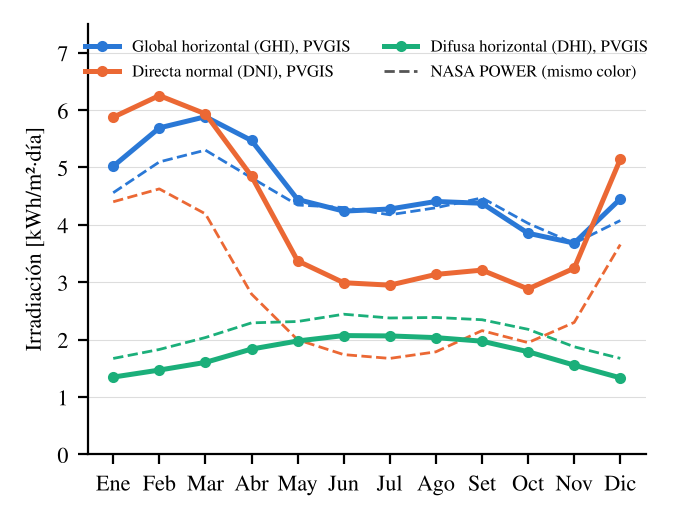 Global horizontal (GHI), PVGIS
Difusa horizontal (DHI), PVGIS
Directa normal (DNI), PVGIS
NASA POWER (mismo color)
Irradiación [kWh/m²·día]
7
6
5
4
3
2
1
0
Ene Feb Mar Abr May Jun Jul Ago Set Oct Nov Dic